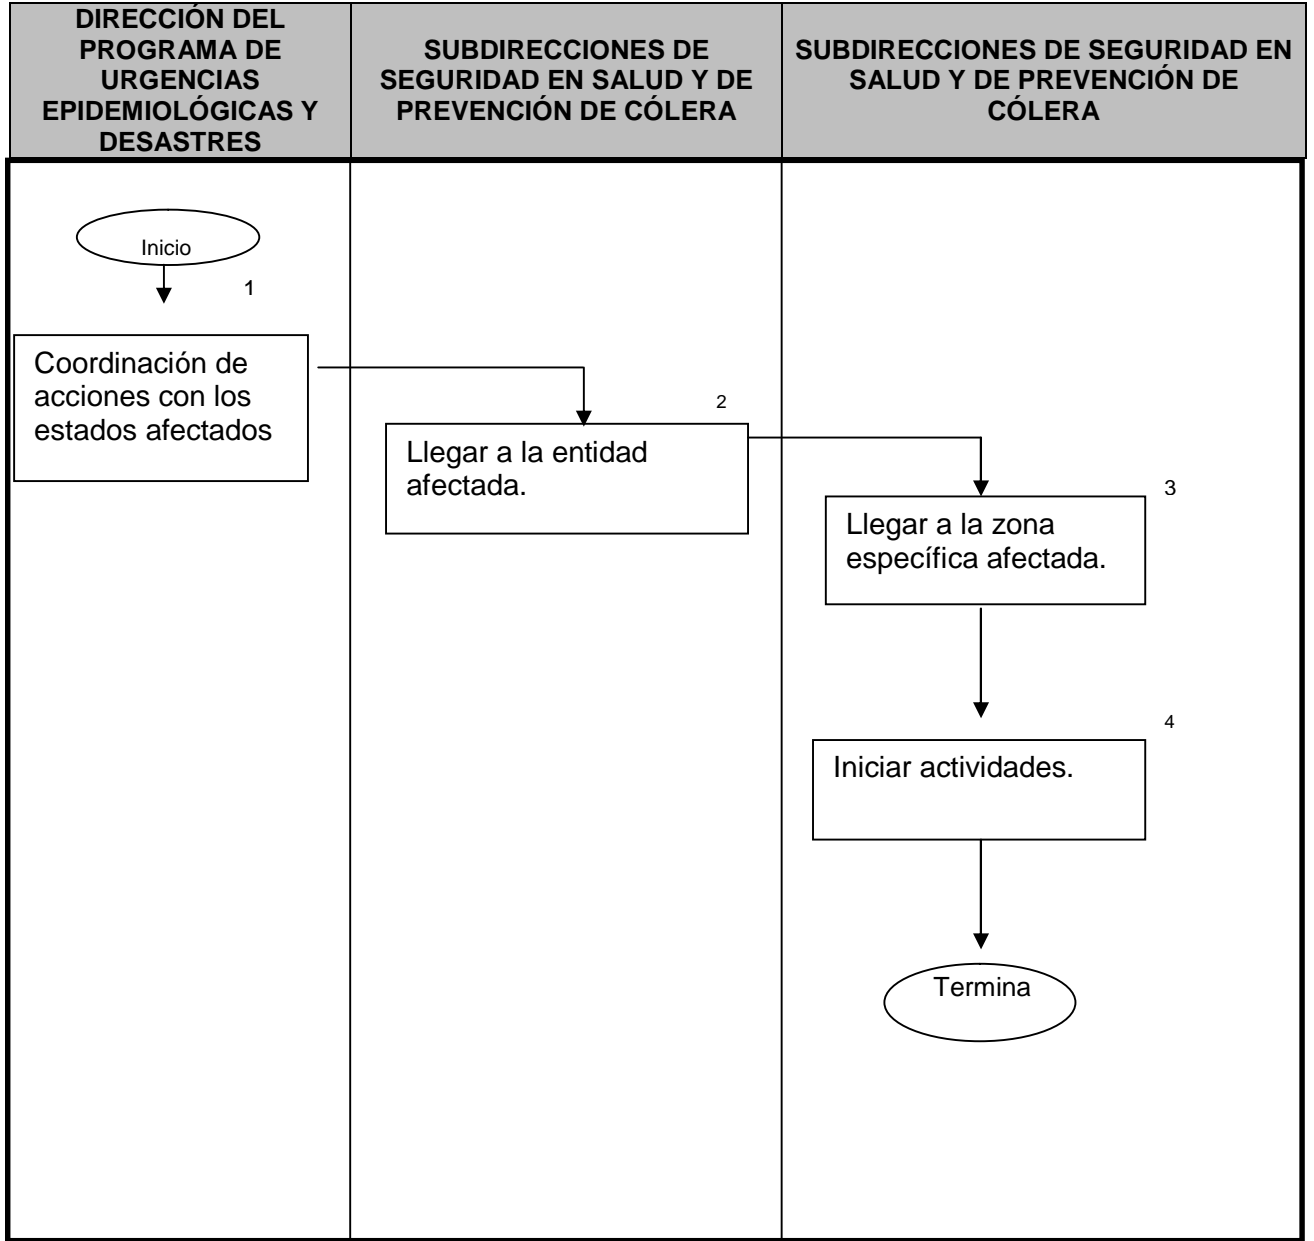 DIRECCIÓN DEL
PROGRAMA DE
URGENCIAS
EPIDEMIOLÓGICAS Y
DESASTRES
SUBDIRECCIONES DE
SEGURIDAD EN SALUD Y DE
PREVENCIÓN DE CÓLERA
SUBDIRECCIONES DE SEGURIDAD EN
SALUD Y DE PREVENCIÓN DE
CÓLERA
Inicio
1
Coordinación de
acciones con los
estados afectados
2
Llegar a la entidad
afectada.
3
Llegar a la zona
específica afectada.
4
Iniciar actividades.
Termina